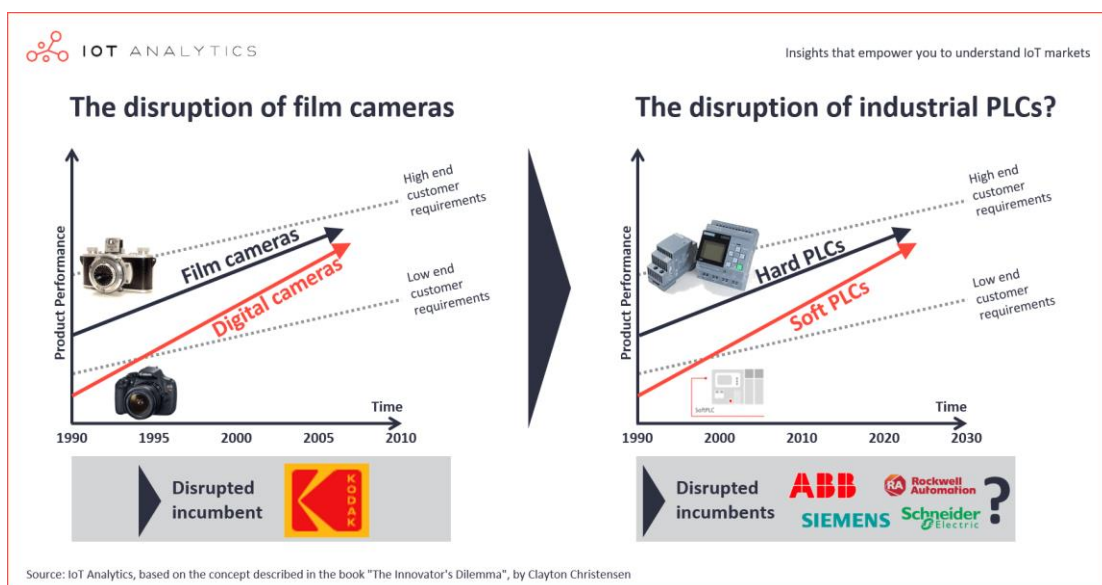 IOT ANALYTICS
Insights that empower you to understand IoT markets
The disruption of film cameras
Product Performance
High end
customer
requirements
Film cameras
Digital cameras
Low end
customer
requirements
Time
1990
1995
2000
2005
2010
Disrupted
incumbent
KODAK
The disruption of industrial PLCs?
Product Performance
High end
customer
requirements
Hard PLCs
Soft PLCs
Low end
customer
requirements
SoftPLC
Time
1990
2000
2010
2020
2030
Disrupted
incumbents
ABB
RA Rockwell
Automation
SIEMENS
Schneider
Electric
?
Source: IoT Analytics, based on the concept described in the book "The Innovator's Dilemma", by Clayton Christensen